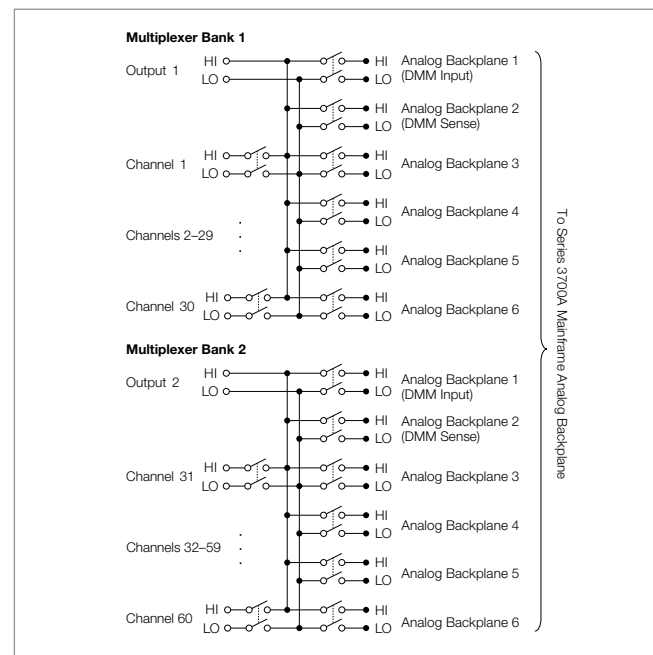 Multiplexer Bank 1
Output 1 HI HI Analog Backplane 1
LO LO (DMM Input)
HI Analog Backplane 2
LO (DMM Sense)
Channel 1 HI HI Analog Backplane 3
LO LO
HI Analog Backplane 4
LO
Channels 2–29 . . .
HI Analog Backplane 5
LO
Channel 30 HI HI Analog Backplane 6
LO LO
Multiplexer Bank 2
Output 2 HI HI Analog Backplane 1
LO LO (DMM Input)
HI Analog Backplane 2
LO (DMM Sense)
Channel 31 HI HI Analog Backplane 3
LO LO
HI Analog Backplane 4
LO
Channels 32–59 . . .
HI Analog Backplane 5
LO
Channel 60 HI HI Analog Backplane 6
LO LO
To Series 3700A Mainframe Analog Backplane